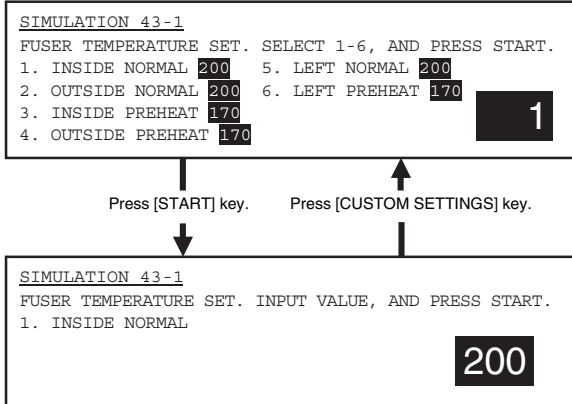 SIMULATION 43-1
FUSER TEMPERATURE SET. SELECT 1-6, AND PRESS START.
1. INSIDE NORMAL 200 5. LEFT NORMAL 200
2. OUTSIDE NORMAL 200 6. LEFT PREHEAT 170
3. INSIDE PREHEAT 170
4. OUTSIDE PREHEAT 170
1
Press [START] key. Press [CUSTOM SETTINGS] key.
SIMULATION 43-1
FUSER TEMPERATURE SET. INPUT VALUE, AND PRESS START.
1. INSIDE NORMAL
200